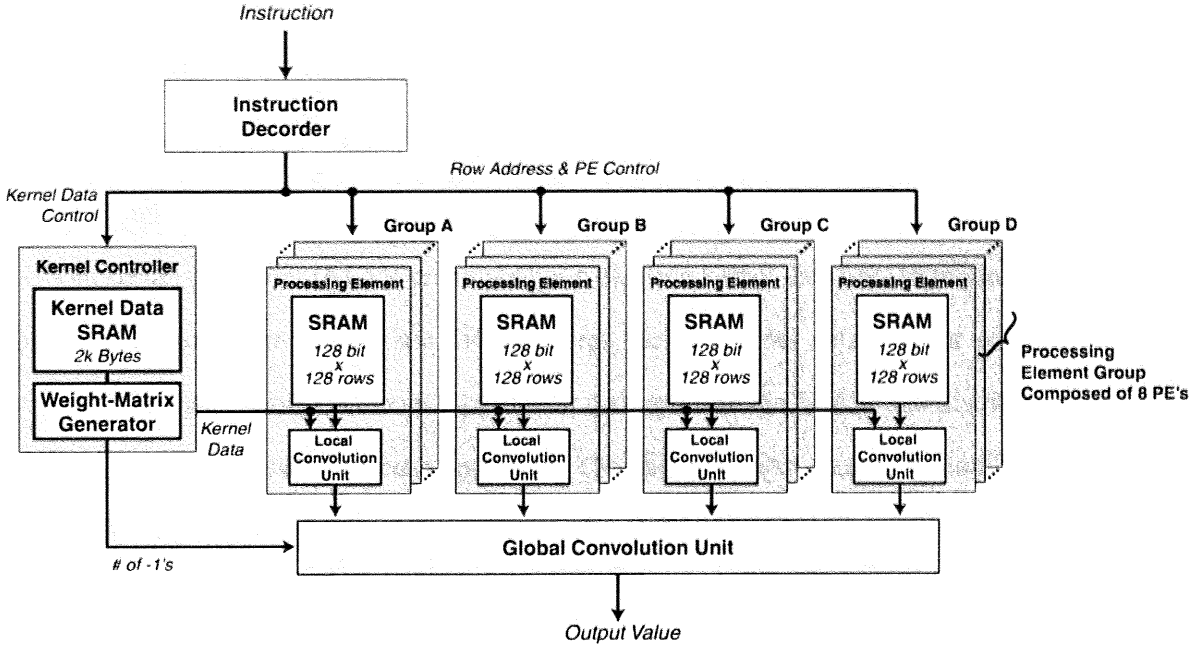 Instruction
Instruction
Decorder
Row Address & PE Control
Kernel Data
Control
Group A
Group B
Group C
Group D
Kernel Controller
Kernel Data
SRAM
2k Bytes
Weight-Matrix
Generator
Processing Element
SRAM
128 bit
x
128 rows
Local
Convolution
Unit
Processing Element
SRAM
128 bit
x
128 rows
Local
Convolution
Unit
Processing Element
SRAM
128 bit
x
128 rows
Local
Convolution
Unit
Processing Element
SRAM
128 bit
x
128 rows
Local
Convolution
Unit
Processing
Element Group
Composed of 8 PE's
Kernel
Data
# of -1's
Global Convolution Unit
Output Value